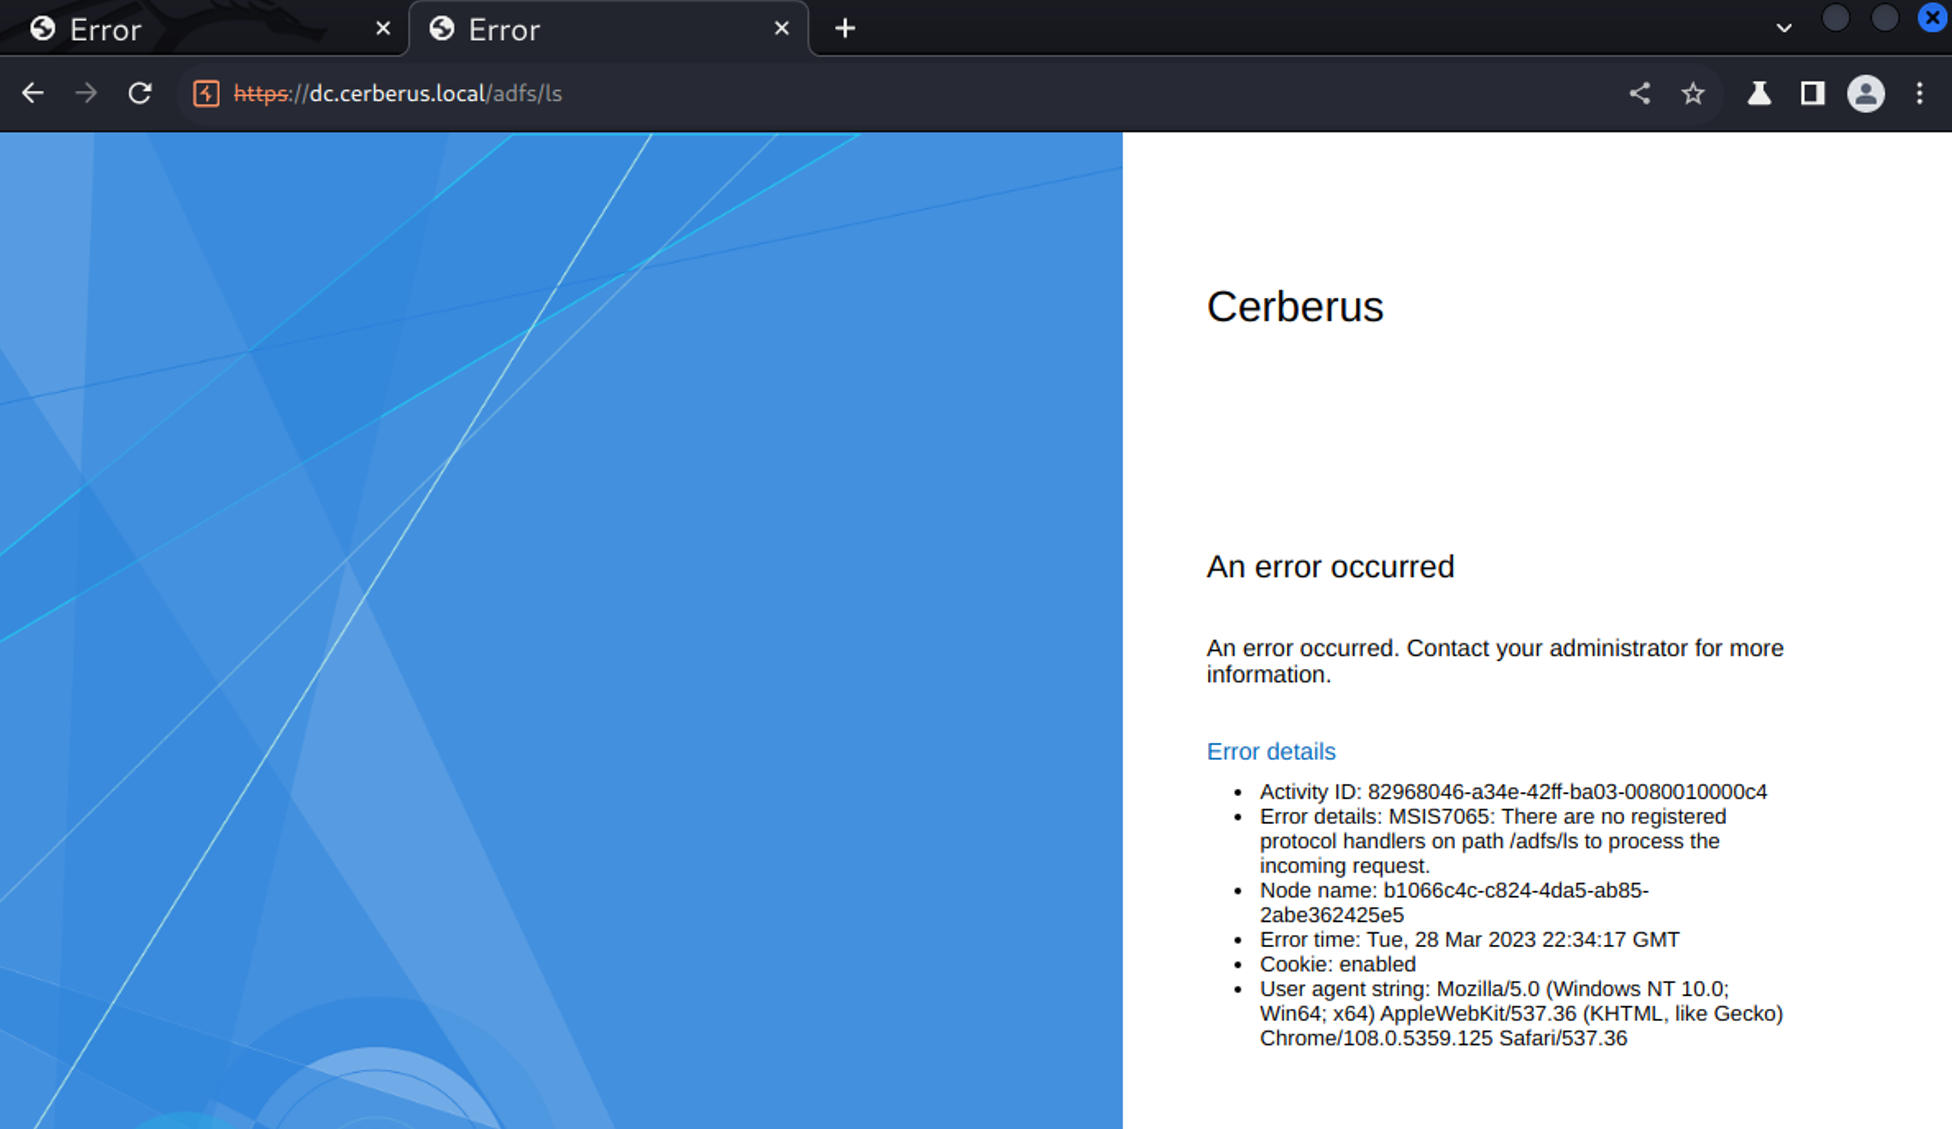 Error
Error
https://dc.cerberus.local/adfs/ls
Cerberus
An error occurred
An error occurred. Contact your administrator for more
information.
Error details
• Activity ID: 82968046-a34e-42ff-ba03-0080010000c4
• Error details: MSIS7065: There are no registered
protocol handlers on path /adfs/ls to process the
incoming request.
• Node name: b1066c4c-c824-4da5-ab85-
2abe362425e5
• Error time: Tue, 28 Mar 2023 22:34:17 GMT
• Cookie: enabled
• User agent string: Mozilla/5.0 (Windows NT 10.0;
Win64; x64) AppleWebKit/537.36 (KHTML, like Gecko)
Chrome/108.0.5359.125 Safari/537.36